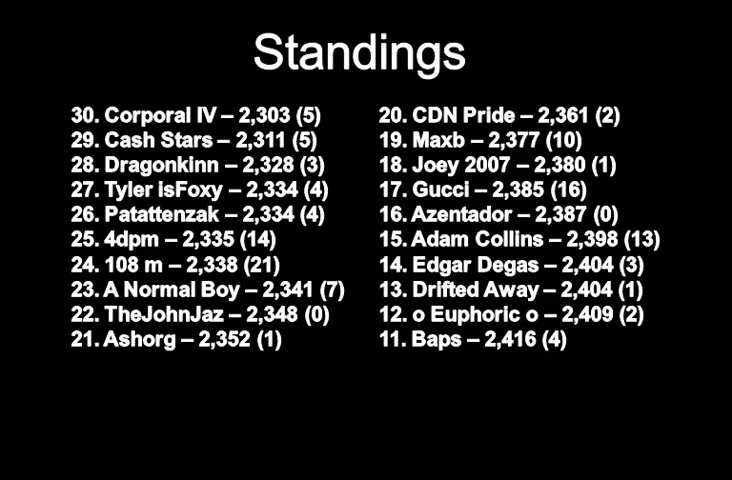 Standings
30. Corporal IV – 2,303 (5)
29. Cash Stars – 2,311 (5)
28. Dragonkinn – 2,328 (3)
27. Tyler isFoxy – 2,334 (4)
26. Patattenzak – 2,334 (4)
25. 4dpm – 2,335 (14)
24. 108 m – 2,338 (21)
23. A Normal Boy – 2,341 (7)
22. TheJohnJaz – 2,348 (0)
21. Ashorg – 2,352 (1)
20. CDN Pride – 2,361 (2)
19. Maxb – 2,377 (10)
18. Joey 2007 – 2,380 (1)
17. Gucci – 2,385 (16)
16. Azentador – 2,387 (0)
15. Adam Collins – 2,398 (13)
14. Edgar Degas – 2,404 (3)
13. Drifted Away – 2,404 (1)
12. o Euphoric o – 2,409 (2)
11. Baps – 2,416 (4)